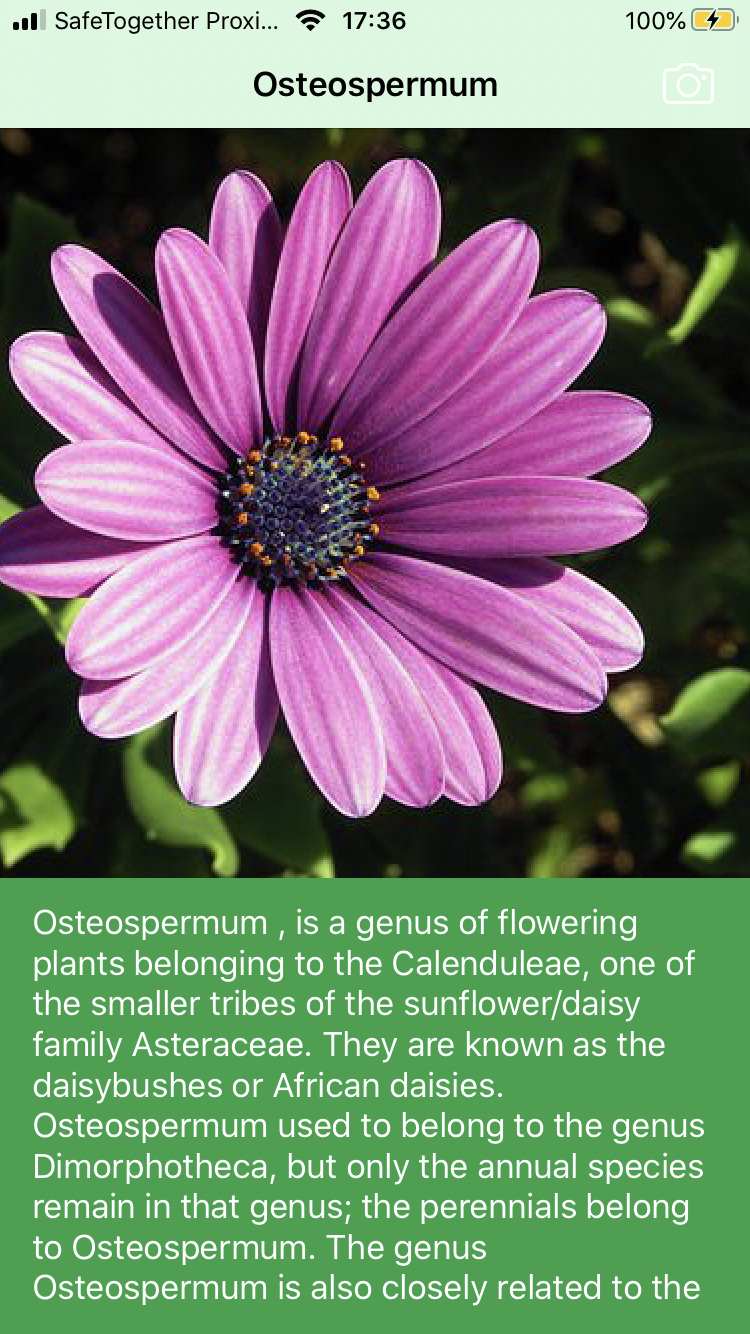 SafeTogether Proxi... 17:36 100%
Osteospermum
Osteospermum , is a genus of flowering
plants belonging to the Calenduleae, one of
the smaller tribes of the sunflower/daisy
family Asteraceae. They are known as the
daisybushes or African daisies.
Osteospermum used to belong to the genus
Dimorphotheca, but only the annual species
remain in that genus; the perennials belong
to Osteospermum. The genus
Osteospermum is also closely related to the